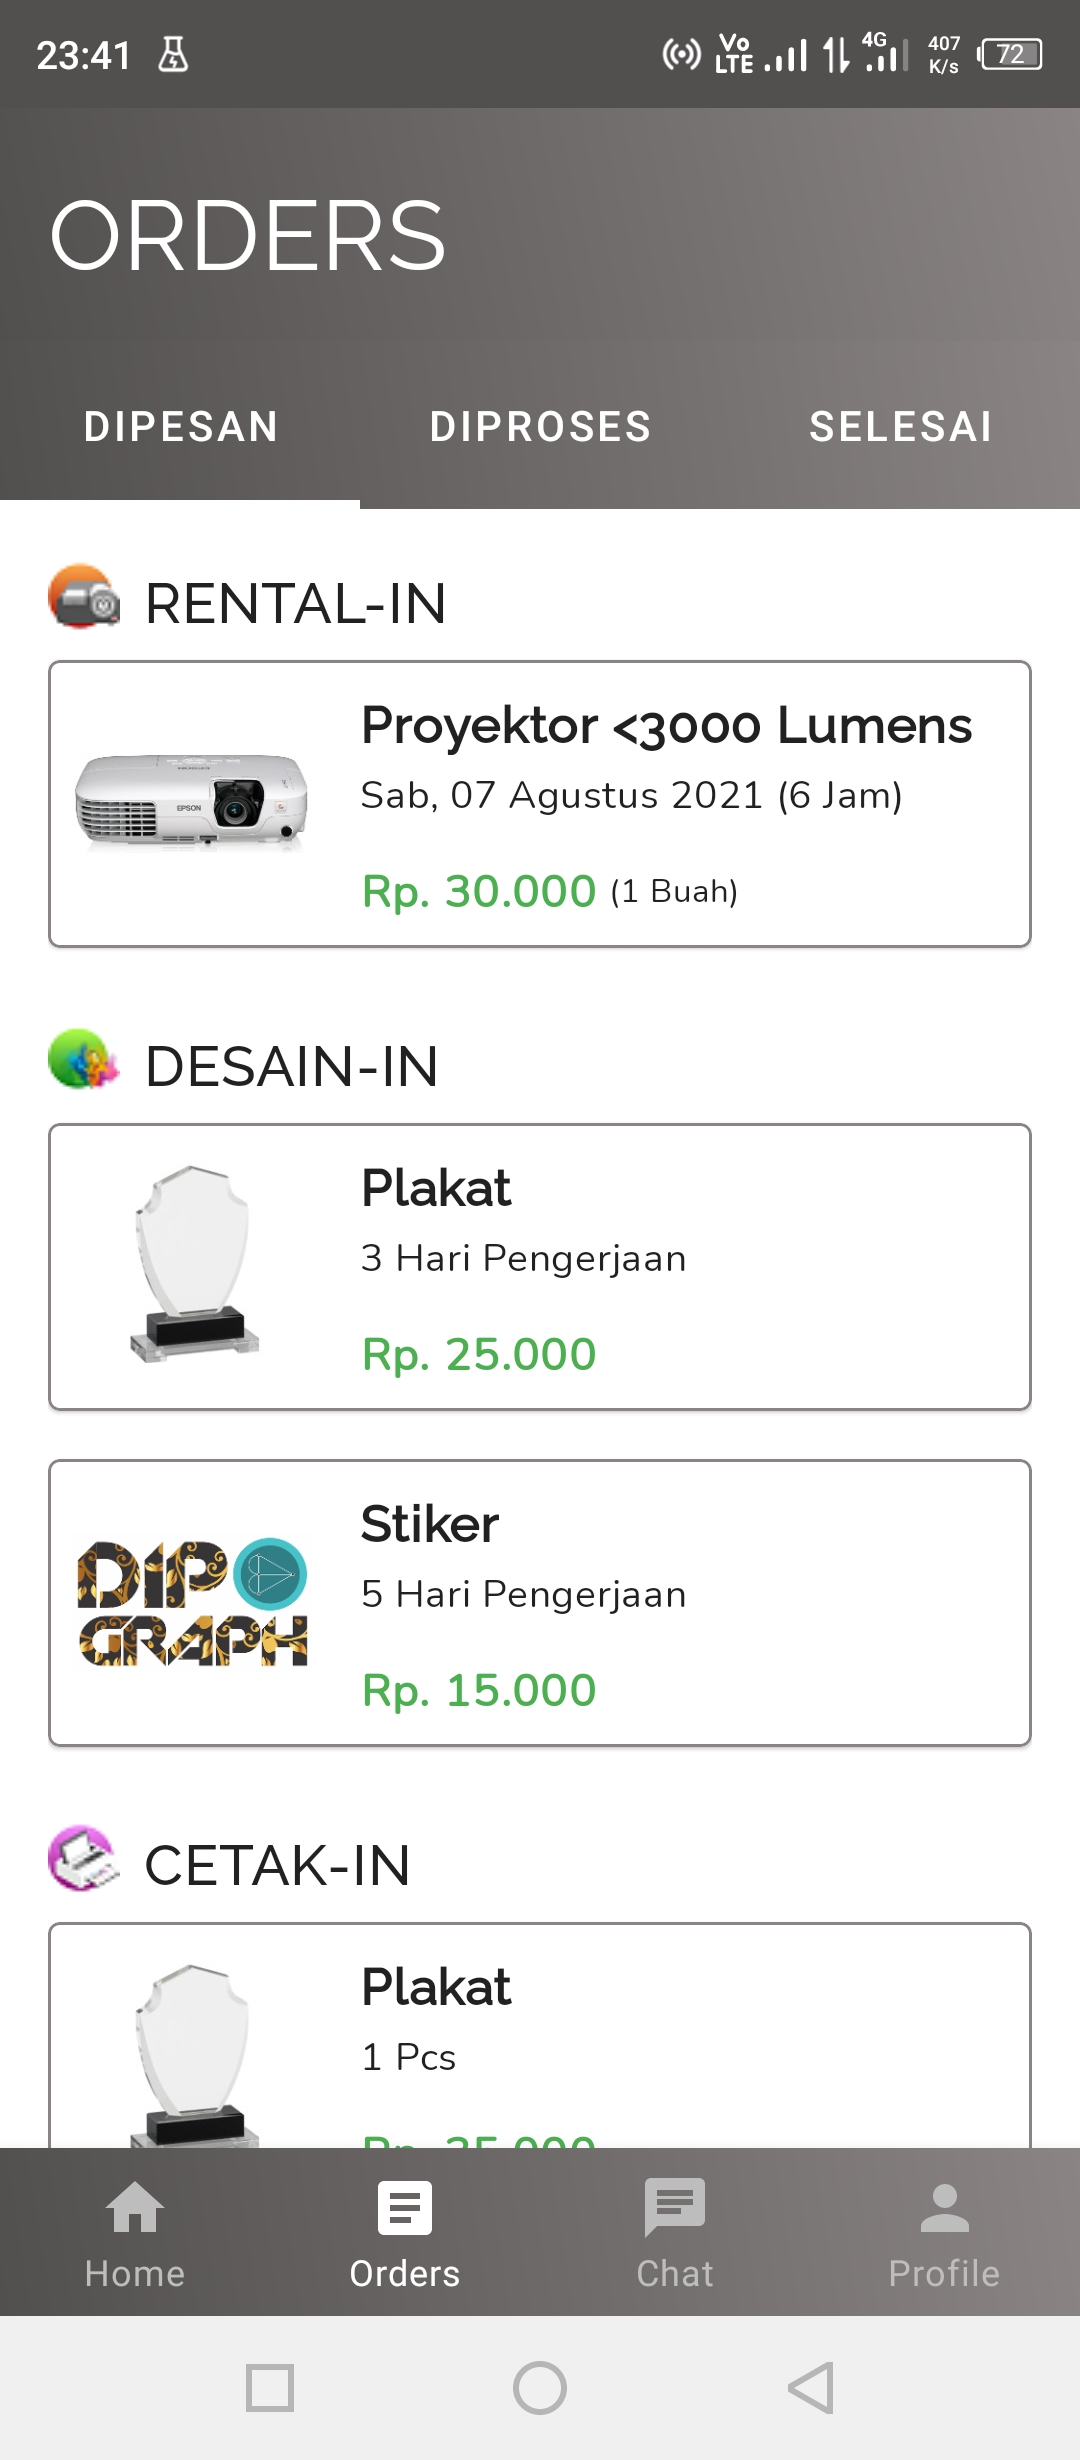 23:41
Vo LTE 4G 407 K/s 72
ORDERS
DIPESAN DIPROSES SELESAI
RENTAL-IN
Proyektor <3000 Lumens
Sab, 07 Agustus 2021 (6 Jam)
EPSON
Rp. 30.000 (1 Buah)
DESAIN-IN
Plakat
3 Hari Pengerjaan
Rp. 25.000
Stiker
DIPO
GRAPH
5 Hari Pengerjaan
Rp. 15.000
CETAK-IN
Plakat
1 Pcs
Home Orders Chat Profile